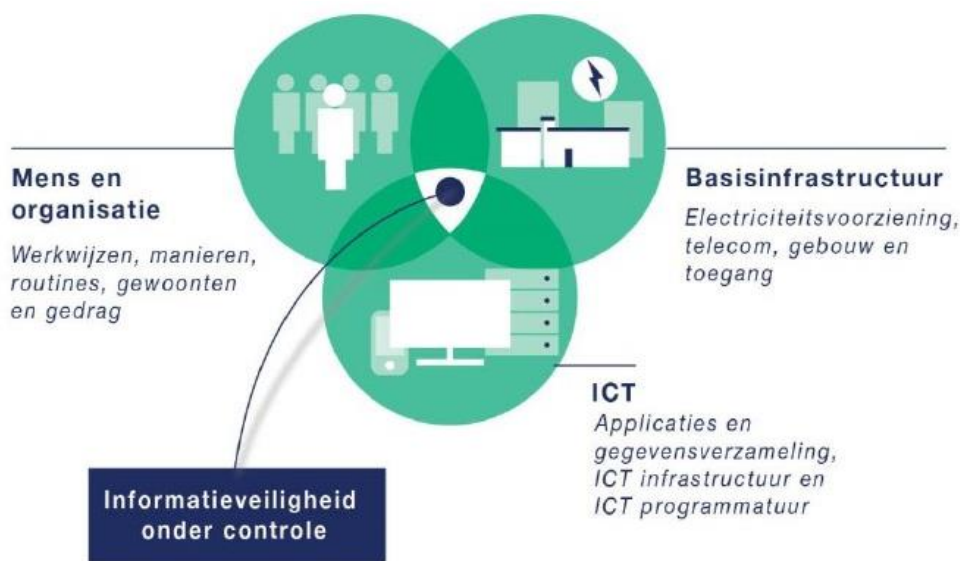 Mens en
organisatie
Werkwijzen, manieren,
routines, gewoonten
en gedrag
Basisinfrastructuur
Electriciteitsvoorziening,
telecom, gebouw en
toegang
ICT
Applicaties en
gegevensverzameling,
ICT infrastructuur en
ICT programmatuur
Informatieveiligheid
onder controle